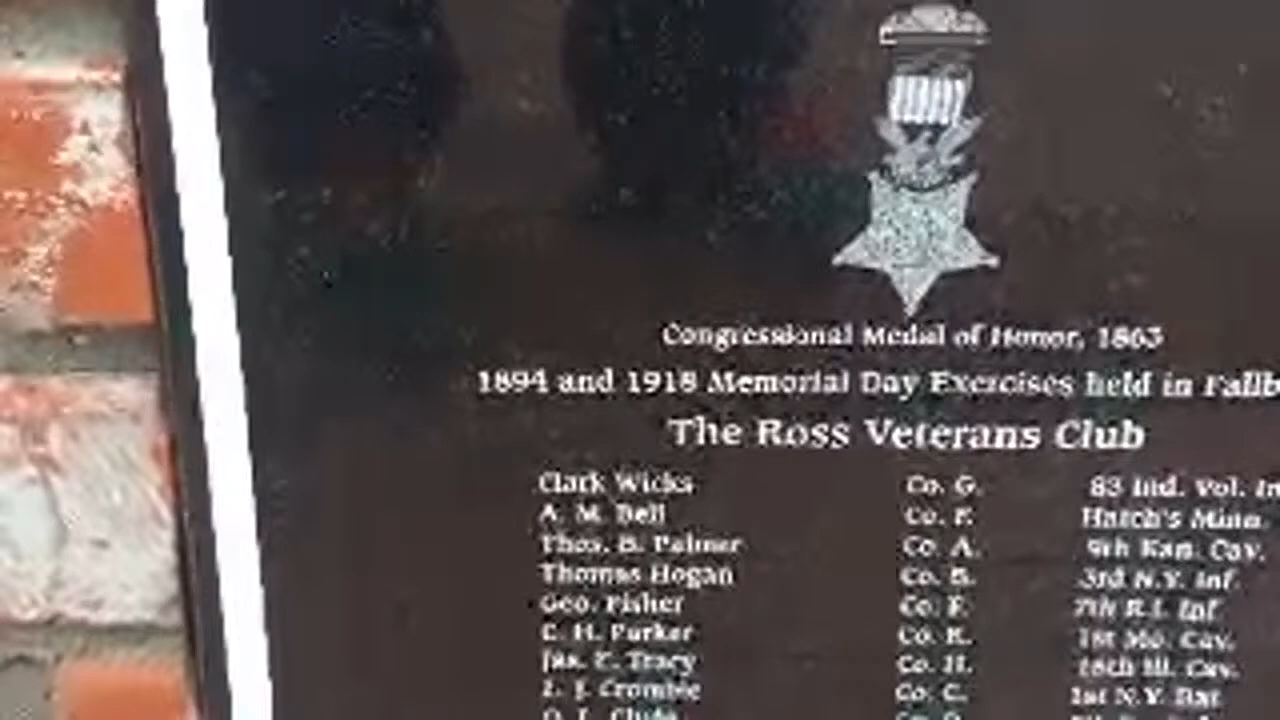 Congressional Medal of Honor, 1863
1894 and 1918 Memorial Day Exercises held in Fallb
The Ross Veterans Club
Clark Wicks Co. G. 83 Ind. Vol. In
A. M. Bell Co. F. Hatch's Minn.
Thos. B. Palmer Co. A. 9th Kan. Cav.
Thomas Hogan Co. B. 3rd N.Y. Inf.
Geo. Fisher Co. F. 7th R.I. Inf
C. H. Parker Co. K. 1st Mo. Cav.
Jas. E. Tracy Co. H. Ill. Cav.
Crombie Co. C. 1st N.Y. Bat